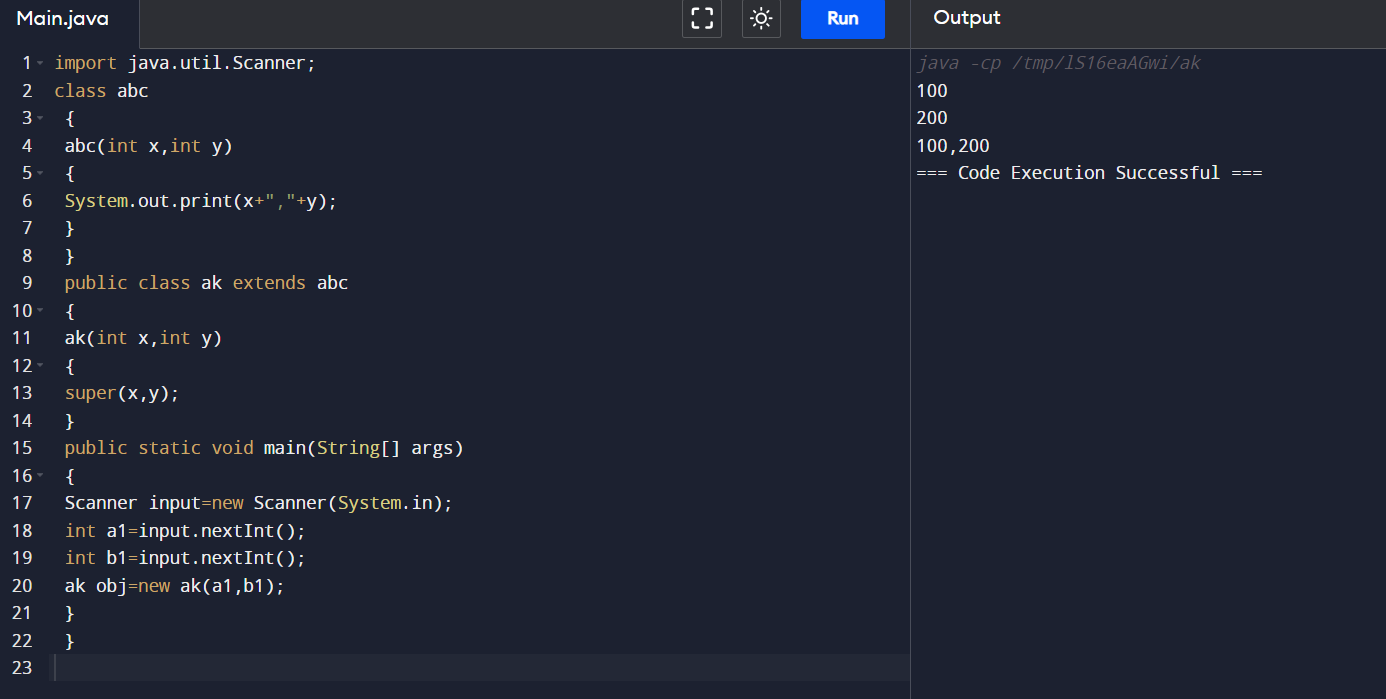 Main.java
Run
Output
1 import java.util.Scanner;
2 class abc
3 {
4 abc(int x,int y)
5 {
6 System.out.print(x+","+y);
7 }
8 }
9 public class ak extends abc
10 {
11 ak(int x,int y)
12 {
13 super(x,y);
14 }
15 public static void main(String[] args)
16 {
17 Scanner input=new Scanner(System.in);
18 int a1=input.nextInt();
19 int b1=input.nextInt();
20 ak obj=new ak(a1,b1);
21 }
22 }
23
java -cp /tmp/lS16eaAGwi/ak
100
200
100,200
=== Code Execution Successful ===